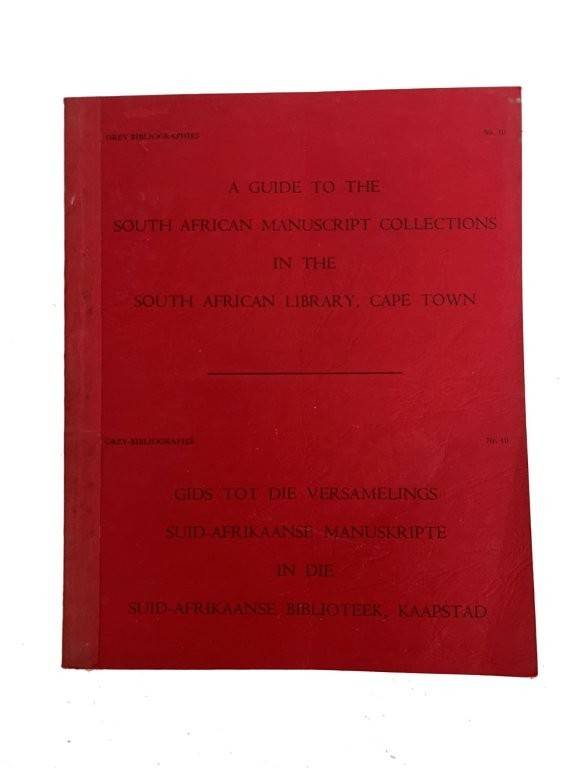 GREY BIBLIOGRAPHIES No. 10
A GUIDE TO THE
SOUTH AFRICAN MANUSCRIPT COLLECTIONS
IN THE
SOUTH AFRICAN LIBRARY, CAPE TOWN
GREY-BIBLIOGRAFIEË Nr. 10
GIDS TOT DIE VERSAMELINGS
SUID-AFRIKAANSE MANUSKRIPTE
IN DIE
SUID-AFRIKAANSE BIBLIOTEEK, KAAPSTAD